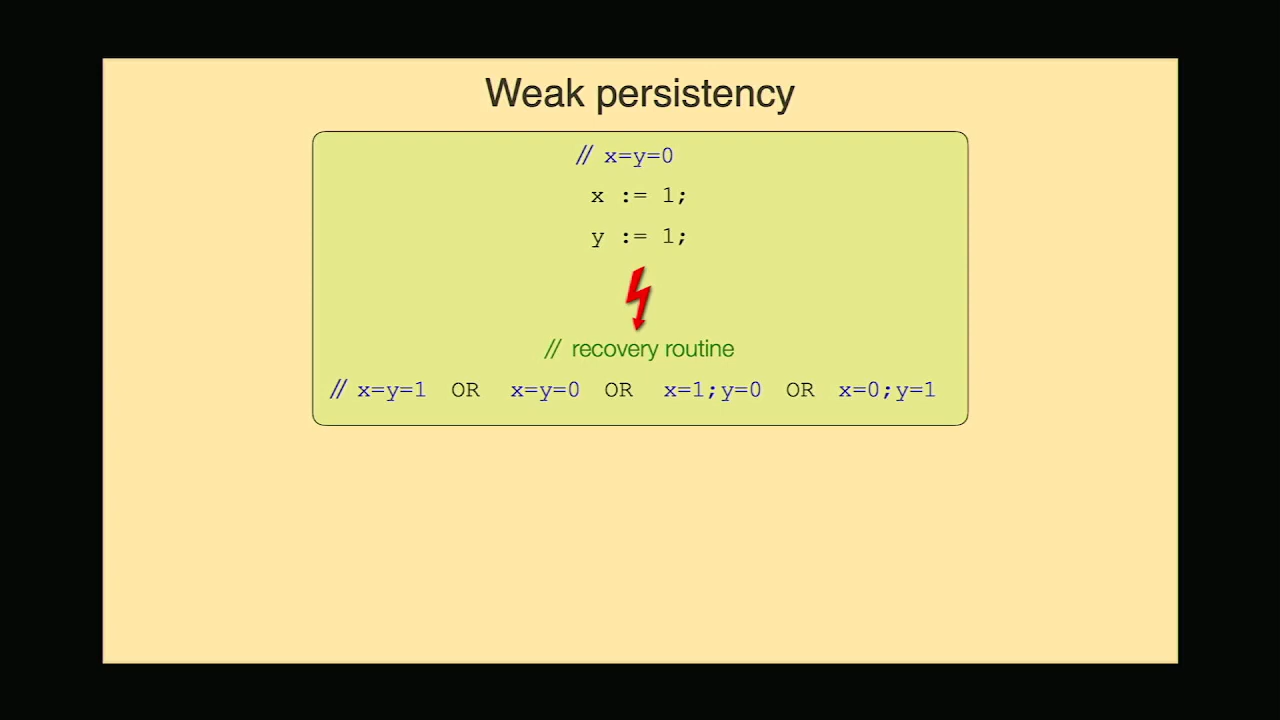 Weak persistency
// x=y=0
x := 1;
y := 1;
// recovery routine
// x=y=1 OR x=y=0 OR x=1;y=0 OR x=0;y=1